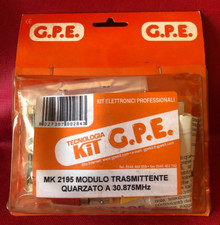 G.P.E.
G.P.E.
KIT ELETTRONICI PROFESSIONALI
TECNOLOGIA
KIT G.P.E.
MK 2195 MODULO TRASMITTENTE
QUARZATO A 30.875MHz